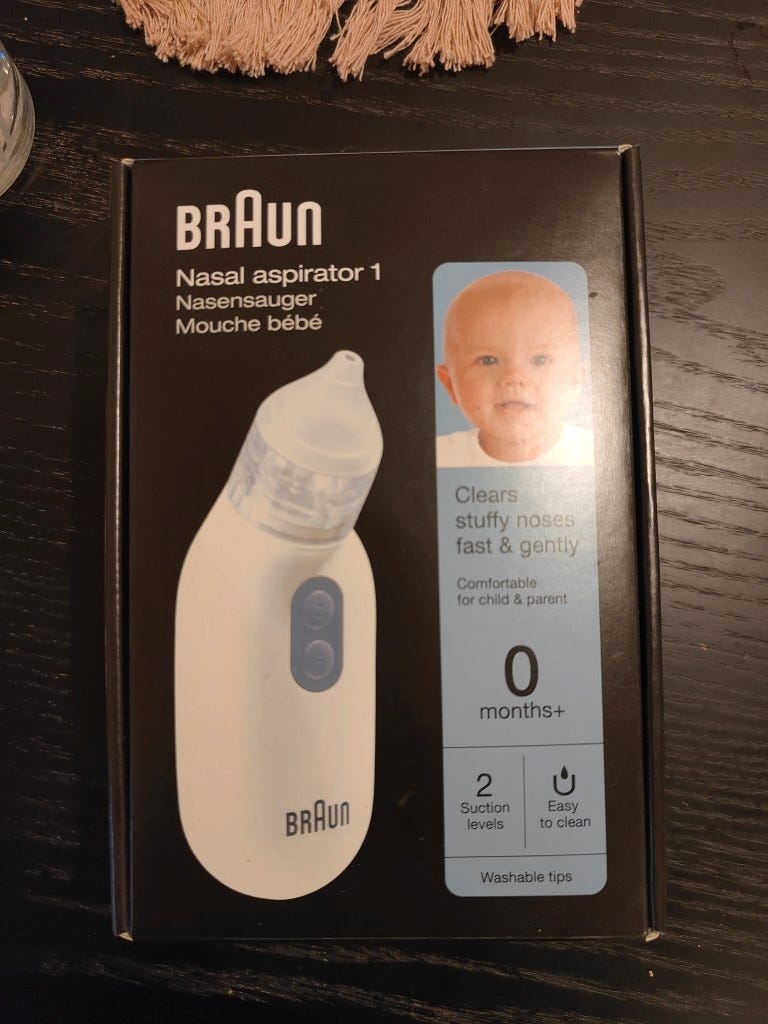 BRAUN
Nasal aspirator 1
Nasensauger
Mouche bébé
Clears
stuffy noses
fast & gently
Comfortable
for child & parent
0
months+
2
Suction
levels
Easy
to clean
Washable tips
BRAUN